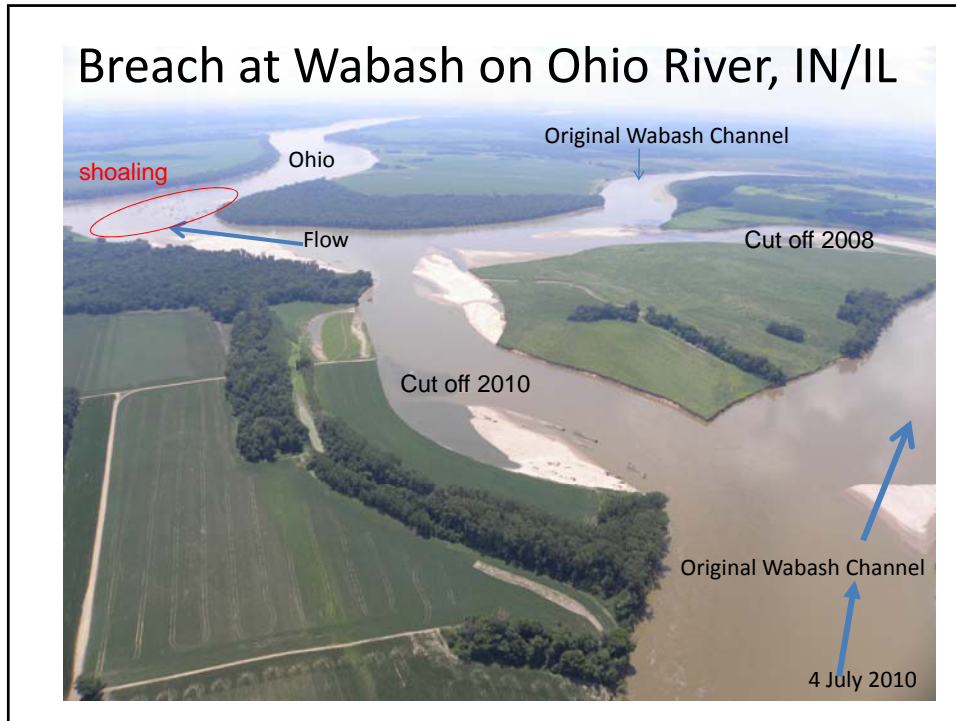 Breach at Wabash on Ohio River, IN/IL
Original Wabash Channel
Ohio
shoaling
Flow
Cut off 2008
Cut off 2010
Original Wabash Channel
4 July 2010